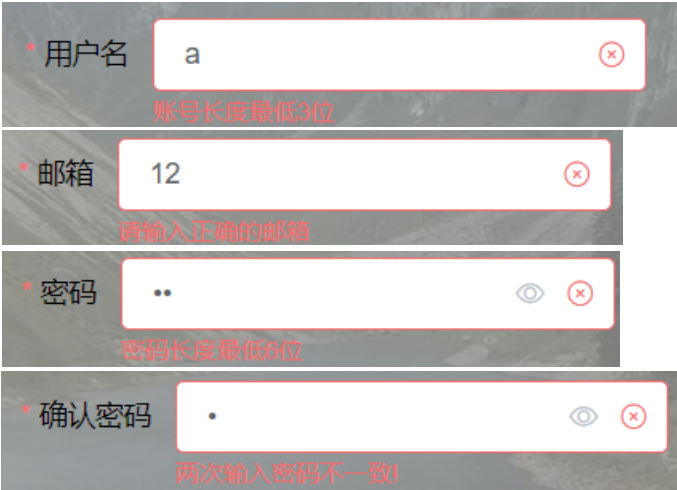 * 用户名 a
账号长度最低3位
* 邮箱 12
请输入正确的邮箱
* 密码 ••
密码长度最低6位
* 确认密码 •
两次输入密码不一致!